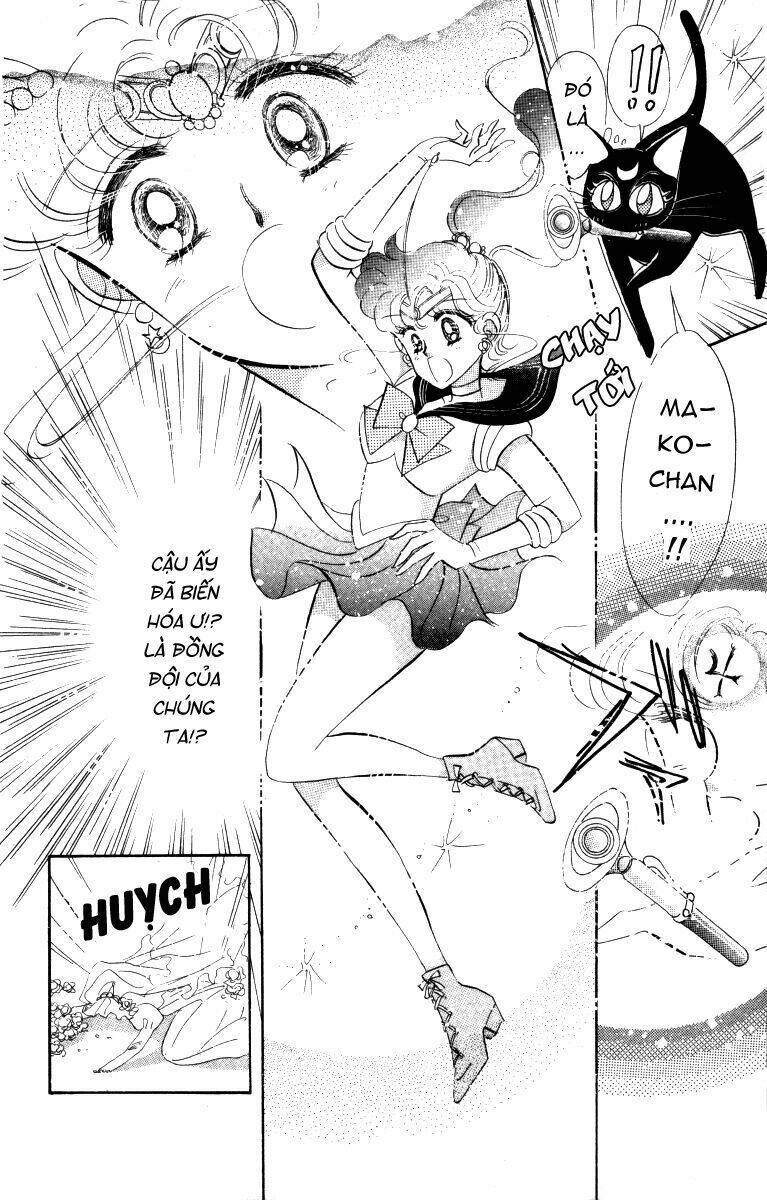 !!
ĐÓ
LÀ
...
CHẠY
TỚI
MA-
KO-
CHAN
....
!!
CẬU ẤY
ĐÃ BIẾN
HÓA Ư!?
LÀ ĐỒNG
ĐỘI CỦA
CHÚNG
TA!?
HUỴCH